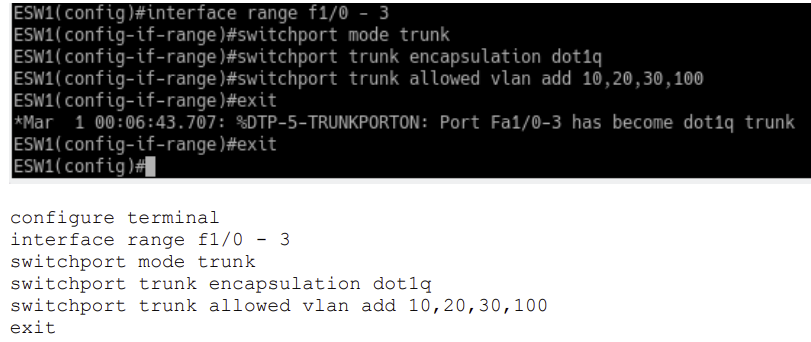 ESW1(config)#interface range f1/0 - 3
ESW1(config-if-range)#switchport mode trunk
ESW1(config-if-range)#switchport trunk encapsulation dot1q
ESW1(config-if-range)#switchport trunk allowed vlan add 10,20,30,100
ESW1(config-if-range)#exit
*Mar  1 00:06:43.707: %DTP-5-TRUNKPORTON: Port Fa1/0-3 has become dot1q trunk
ESW1(config-if-range)#exit
ESW1(config)#
configure terminal
interface range f1/0 - 3
switchport mode trunk
switchport trunk encapsulation dot1q
switchport trunk allowed vlan add 10,20,30,100
exit